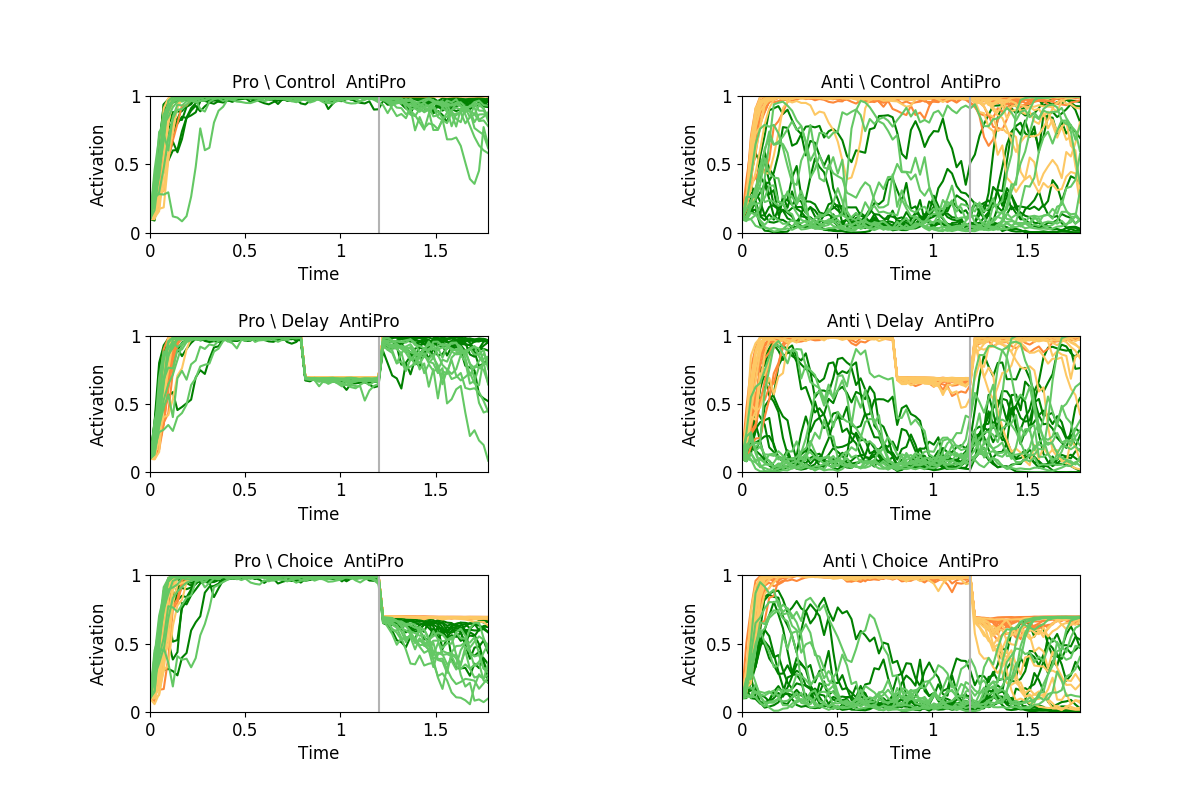 Pro \ Control  AntiPro
1
0.5
0
Activation
0 0.5 1 1.5
Time
Anti \ Control  AntiPro
1
0.5
0
Activation
0 0.5 1 1.5
Time
Pro \ Delay  AntiPro
1
0.5
0
Activation
0 0.5 1 1.5
Time
Anti \ Delay  AntiPro
1
0.5
0
Activation
0 0.5 1 1.5
Time
Pro \ Choice  AntiPro
1
0.5
0
Activation
0 0.5 1 1.5
Time
Anti \ Choice  AntiPro
1
0.5
0
Activation
0 0.5 1 1.5
Time